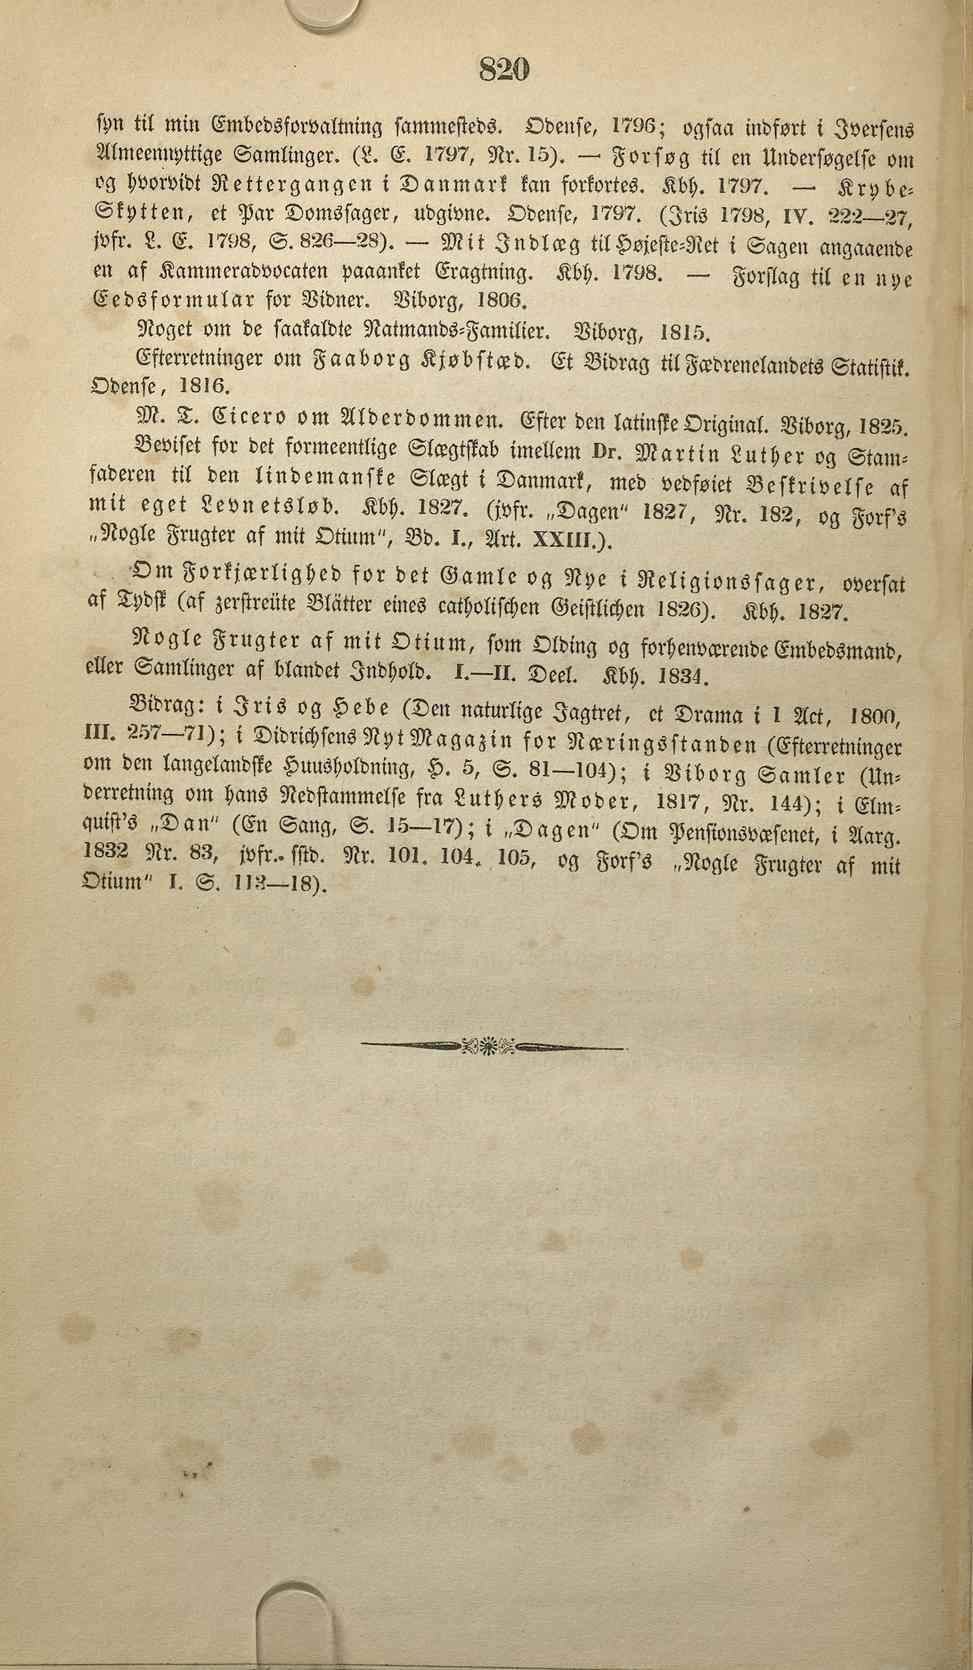 820
syn til min Embedsforvaltning sammesteds. Odense, 1796; ogsaa indført i Iversens
Almeennyttige Samlinger. (L. E. 1797, Nr. 15). — Forsøg til en Undersøgelse om
og hvorvidt Rettergangen i Danmark kan forkortes. Kbh. 1797. — Krybe-
Skytten, et Par Domssager, udgivne. Odense, 1797. (Iris 1798, IV. 222—27,
jvfr. L. E. 1798, S. 826—28). — Mit Indlæg til Højeste-Ret i Sagen angaaende
en af Kammeradvocaten paaanket Eragtning. Kbh. 1798. — Forslag til en nye
Eedsformular for Vidner. Viborg, 1806.
Noget om de saakaldte Natmands-Familier. Viborg, 1815.
Efterretninger om Faaborg Kjøbstæd. Et Bidrag til Fædrenelandets Statistik.
Odense, 1816.
M. T. Cicero om Alderdommen. Efter den latinske Original. Viborg, 1825.
Beviset for det formeentlige Slægtskab imellem Dr. Martin Luther og Stam-
faderen til den lindemanske Slægt i Danmark, med vedføiet Beskrivelse af
mit eget Levnetsløb. Kbh. 1827. (jvfr. „Dagen“ 1827, Nr. 182, og Forf's
„Nogle Frugter af mit Otium“, Bd. I., Art. XXIII.).
Om Forkjærlighed for det Gamle og Nye i Religionssager, oversat
af Tydsk (af zerstreüte Blätter eines catholischen Geistlichen 1826). Kbh. 1827.
Nogle Frugter af mit Otium, som Olding og forhenværende Embedsmand,
eller Samlinger af blandet Indhold. I.—II. Deel. Kbh. 1834.
Bidrag: i Iris og Hebe (Den naturlige Jagtret, et Drama i 1 Act, 1800,
III. 257—71); i Didrichsens Nyt Magazin for Næringsstanden (Efterretninger
om den langelandske Huusholdning, H. 5, S. 81—104); i Viborg Samler (Un-
derretning om hans Nedstammelse fra Luthers Moder, 1817, Nr. 144); i Elm-
quist's „Dan“ (En Sang, S. 15—17); i „Dagen“ (Om Pensionsvæsenet, i Aarg.
1832 Nr. 83, jvfr. sstd. Nr. 101. 104. 105, og Forf's „Nogle Frugter af mit
Otium“ I. S. 113—18).